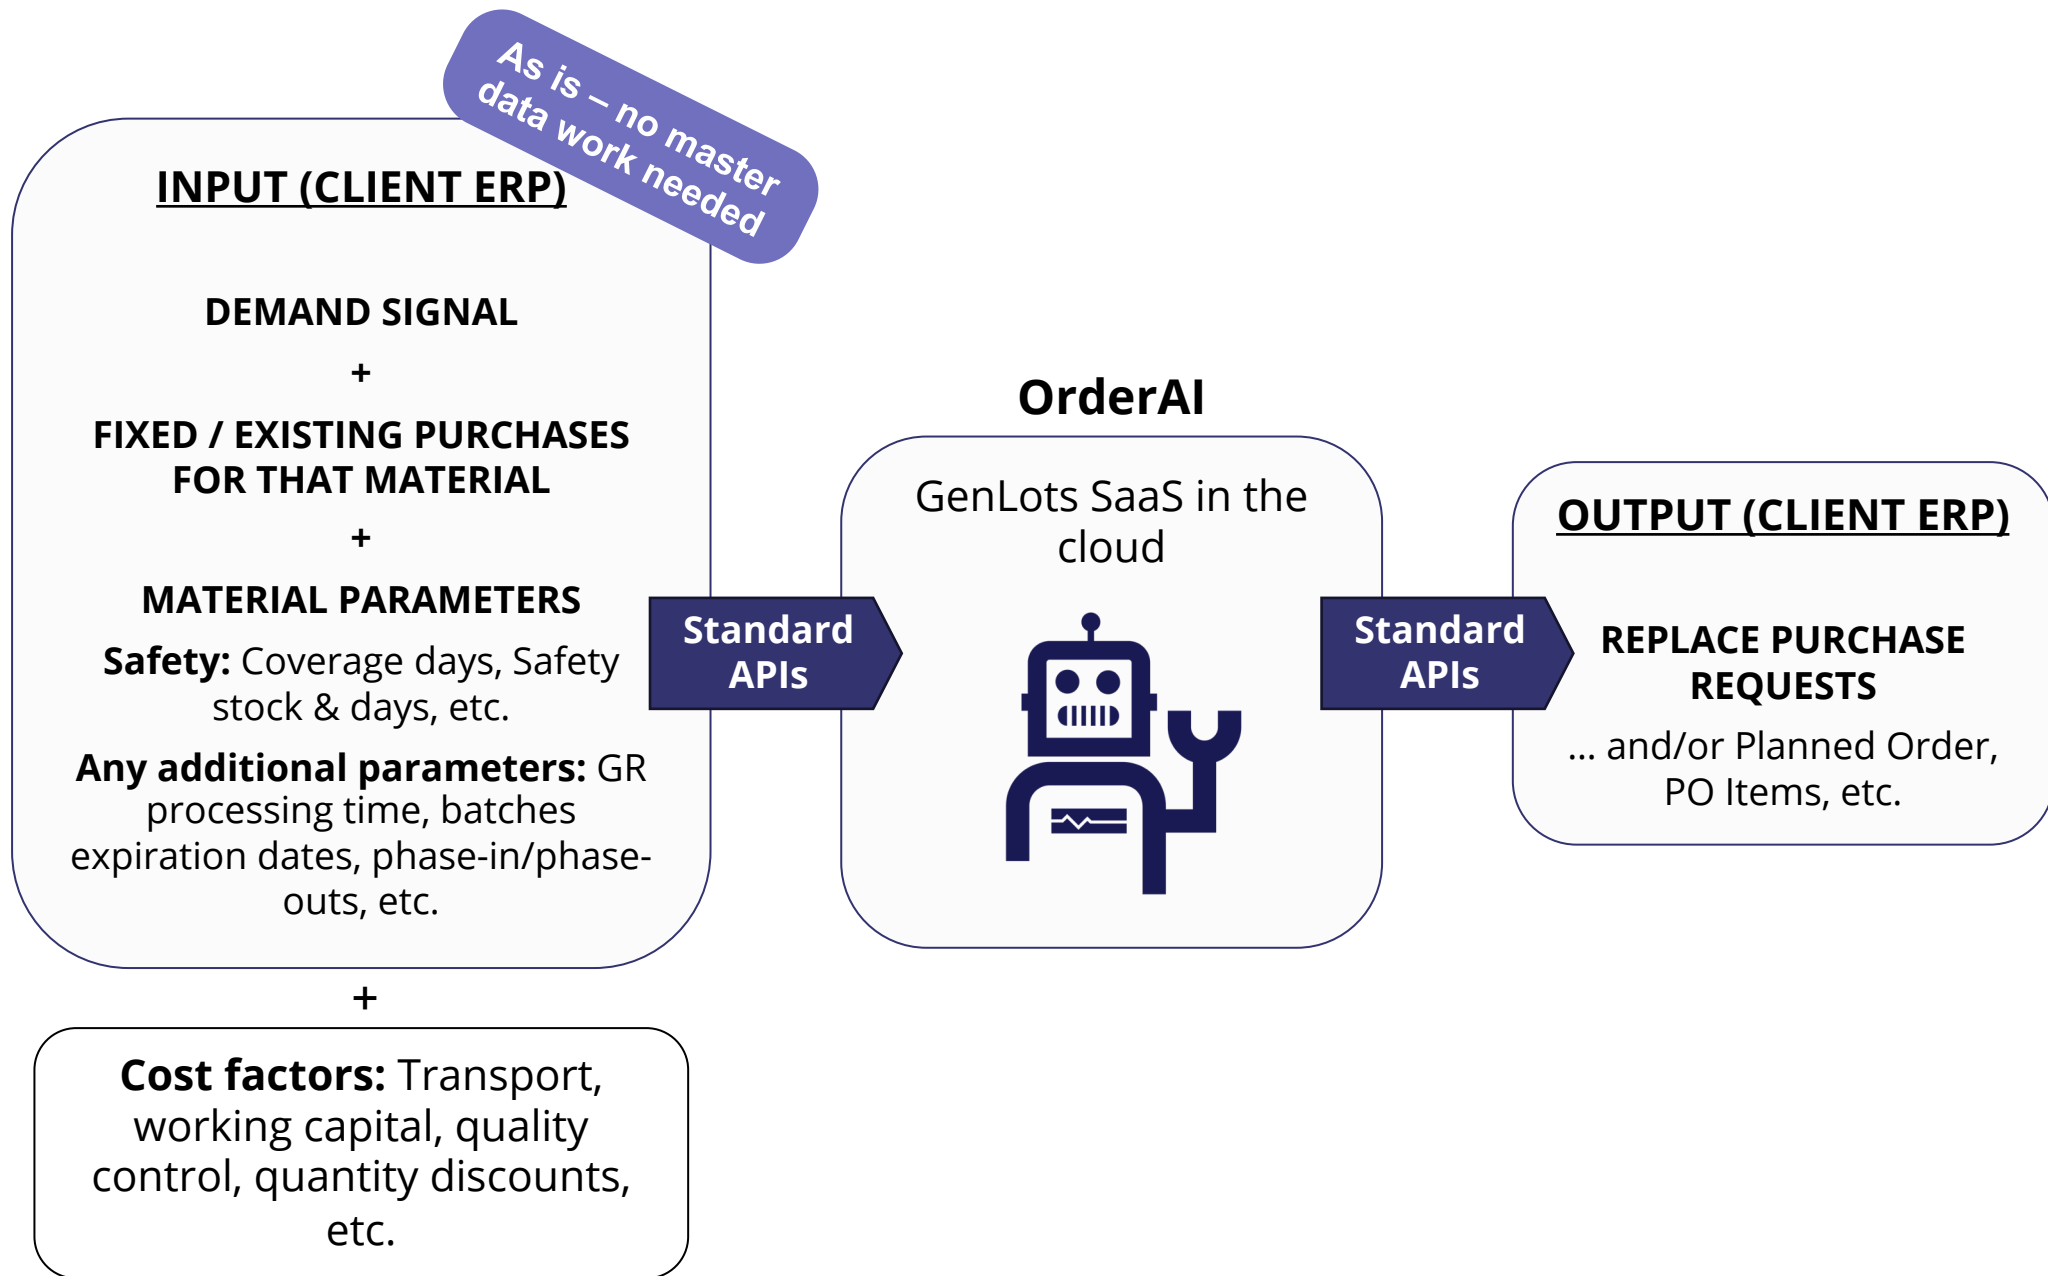 As is – no master
data work needed
INPUT (CLIENT ERP)
DEMAND SIGNAL
+
FIXED / EXISTING PURCHASES
FOR THAT MATERIAL
+
MATERIAL PARAMETERS
Safety: Coverage days, Safety
stock & days, etc.
Any additional parameters: GR
processing time, batches
expiration dates, phase-in/phase-
outs, etc.
+
Cost factors: Transport,
working capital, quality
control, quantity discounts,
etc.
Standard
APIs
OrderAI
GenLots SaaS in the
cloud
Standard
APIs
OUTPUT (CLIENT ERP)
REPLACE PURCHASE
REQUESTS
... and/or Planned Order,
PO Items, etc.